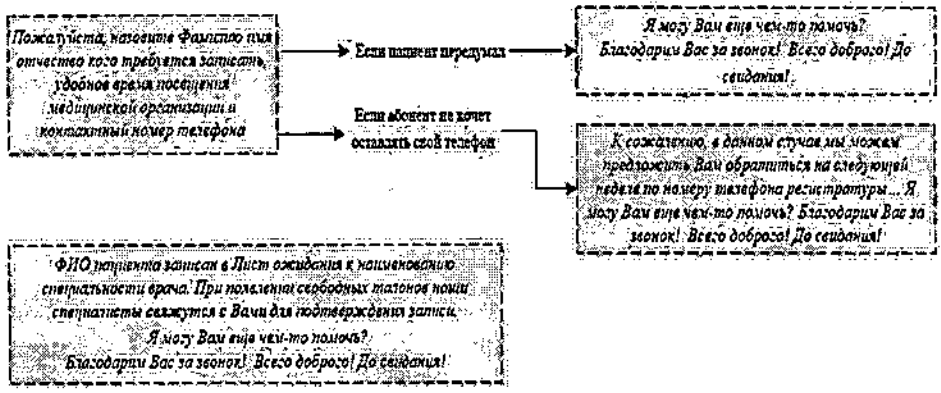 Пожалуйста, назовите Фамилию имя
отчество кого требуется записать,
удобное время посещения
медицинской организации и
контактный номер телефона
Если пациент передумал
Я могу Вам еще чем-то помочь?
Благодарим Вас за звонок! Всего доброго! До
свидания!
Если абонент не хочет
оставлять свой телефон
К сожалению, в данном случае мы можем
предложить Вам обратиться на следующей
неделе по номеру телефона регистратуры... Я
могу Вам еще чем-то помочь? Благодарим Вас за
звонок! Всего доброго! До свидания!
ФИО пациента записан в Лист ожидания к наименованию
специальности врача. При появлении свободных талонов наши
специалисты свяжутся с Вами для подтверждения записи.
Я могу Вам еще чем-то помочь?
Благодарим Вас за звонок! Всего доброго! До свидания!